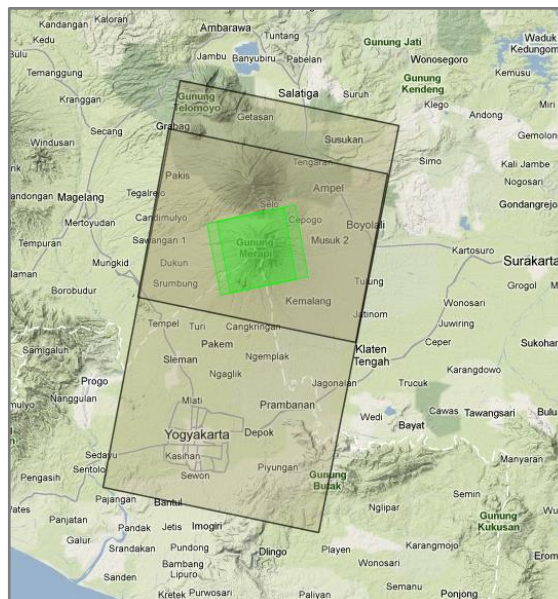 Kandangan
Kaloran
Ambarawa
Tuntang
Gunung Jati
Waduk
Kedungom
Kedu
Bulu
Jambu
Banyubiru
Pabelan
Wonosegoro
Temanggung
Gunung
Telomoyo
Salatiga
Suruh
Gunung
Kendeng
Kemusu
Kranggan
Getasan
Klego
Andong
Miri
Secang
Grabag
Susukan
Gemolon
Windusari
Tengaran
Simo
Kali Jambe
Pakis
Ampel
Nogosari
Magelang
Tegalrejo
Selo
Gondangrejo
Candimulyo
Cepogo
Boyolali
Mertoyudan
Sawangan 1
Gunung
Merapi
Musuk 2
Tempuran
Kartosuro
Mungkid
Dukun
Surakarta
Srumbung
Tulung
Grogol
Borobudur
Kemalang
Wonosari
Jatinom
Tempel
Turi
Cangkringan
Juwiring
Pakem
Klaten
Tengah
Ceper
Sukoha
Samigaluh
Sleman
Ngemplak
Progo
Ngaglik
Karangdowo
Nanggulan
Jagonalan
Trucuk
Mlati
Prambanan
Wedi
Cawas
Tawangsari
Bulu
Yogyakarta
Depok
Bayat
Sedayu
Kasihan
Manyaran
Sentolo
Piyungan
Pengasih
Sewon
Gunung
Butak
Semin
Pajangan
Bantul
Gunung
Kukusan
Nglipar
Panjatan
Pandak
Jetis
Imogiri
Galur
Srandakan
Pundong
Dlingo
Playen
Karangmojo
Bambang
Lipuro
Wonosari
Sanden
Semanu
Kretek
Purwosari
Paliyan
Ponjong